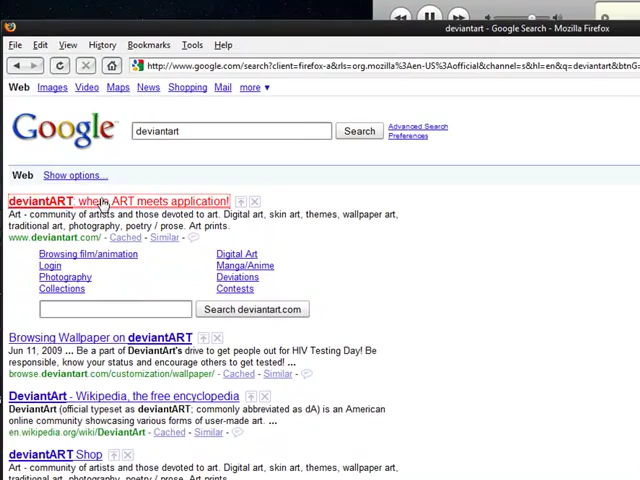 deviantart - Google Search - Mozilla Firefox
File Edit View History Bookmarks Tools Help
http://www.google.com/search?client=firefox-a&rls=org.mozilla%3Aen-US%3Aofficial&channel=s&hl=en&q=deviantart&btnG=
Web Images Video Maps News Shopping Mail more ▼
Google
deviantart
Search
Advanced Search
Preferences
Web Show options...
deviantART: where ART meets application!
Art - community of artists and those devoted to art. Digital art, skin art, themes, wallpaper art,
traditional art, photography, poetry / prose. Art prints.
www.deviantart.com/ - Cached - Similar -
Browsing film/animation
Digital Art
Login
Manga/Anime
Photography
Deviations
Collections
Contests
Search deviantart.com
Browsing Wallpaper on deviantART
Jun 11, 2009 ... Be a part of DeviantArt's drive to get people out for HIV Testing Day! Be
responsible, know your status and encourage others to get tested! ...
browse.deviantart.com/customization/wallpaper/ - Cached - Similar -
DeviantArt - Wikipedia, the free encyclopedia
DeviantArt (official typeset as deviantART; commonly abbreviated as dA) is an American
online community showcasing various forms of user-made art. ...
en.wikipedia.org/wiki/DeviantArt - Cached - Similar -
deviantART Shop
Art - community of artists and those devoted to art. Digital art, skin art, themes, wallpaper art,
traditional art, photography, poetry / prose. Art prints.